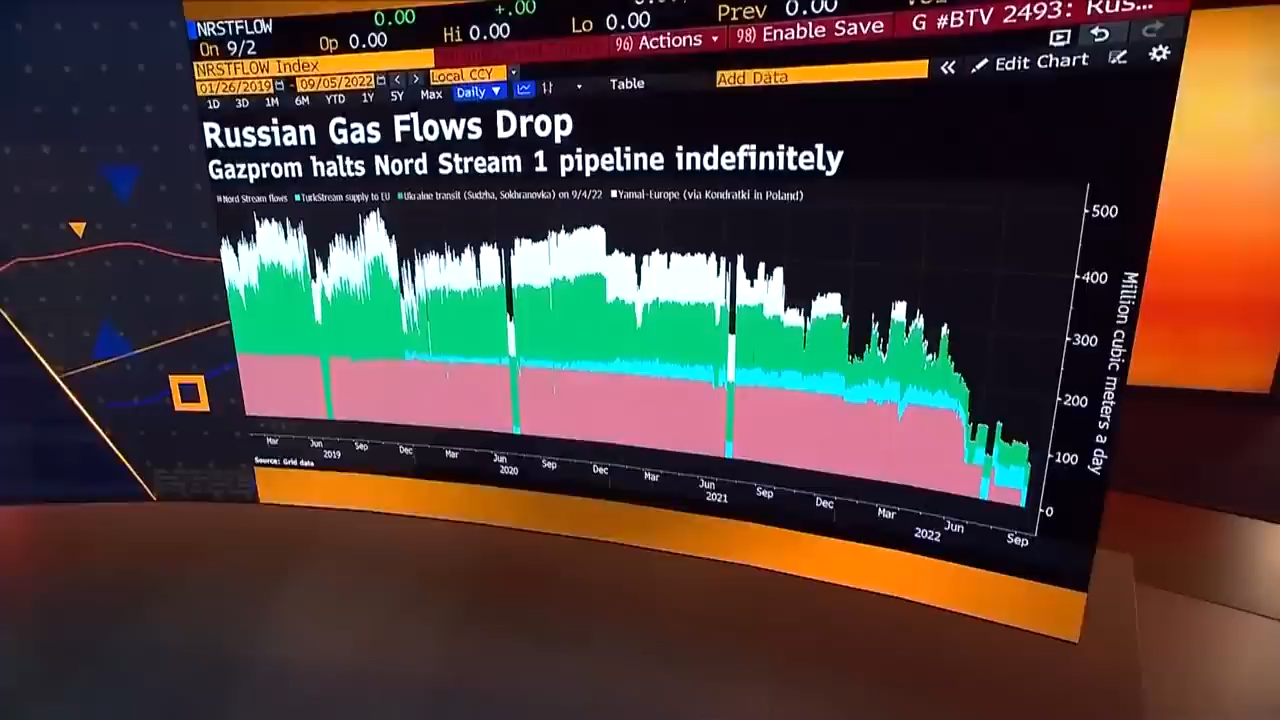 NRSTFLOW 0.00 +.00
Prev 0.00
On 9/2 Op 0.00 Hi 0.00 Lo 0.00
96) Actions 98) Enable Save G #BTV 2493: Rus...
NRSTFLOW Index
01/26/2019 - 09/05/2022 < > Local CCY
1D 3D 1M 6M YTD 1Y 5Y Max Daily ▼ Table Add Data « Edit Chart
Russian Gas Flows Drop
Gazprom halts Nord Stream 1 pipeline indefinitely
Nord Stream flows TurkStream supply to EU Ukraine transit (Sudzha, Sokhranovka) on 9/4/22 Yamal-Europe (via Kondratki in Poland)
500
400
300
200
100
0
Million cubic meters a day
Mar Jun Sep Dec Mar Jun Sep Dec Mar Jun Sep Dec Mar Jun Sep
2019 2020 2021 2022
Source: Grid data